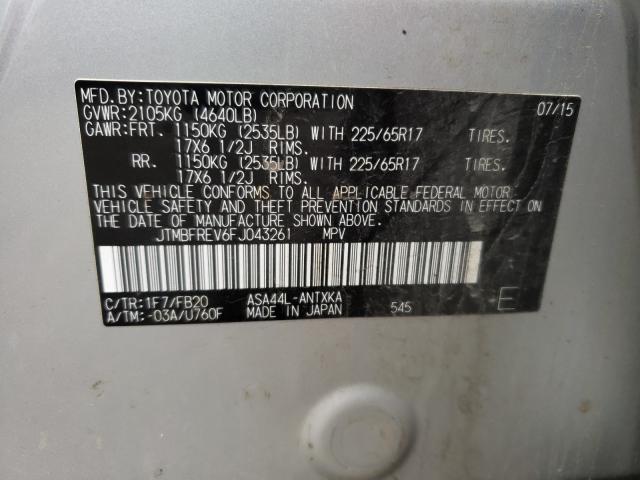 MFD. BY: TOYOTA MOTOR CORPORATION 07/15
GVWR: 2105KG (4640LB)
GAWR: FRT. 1150KG (2535LB) WITH 225/65R17 TIRES.
17X6 1/2J RIMS.
RR. 1150KG (2535LB) WITH 225/65R17 TIRES.
17X6 1/2J RIMS.
THIS VEHICLE CONFORMS TO ALL APPLICABLE FEDERAL MOTOR
VEHICLE SAFETY AND THEFT PREVENTION STANDARDS IN EFFECT ON
THE DATE OF MANUFACTURE SHOWN ABOVE.
JTMBFREV6FJ043261 MPV
C/TR: 1F7/FB20 ASA44L-ANTXKA E
A/TM: -03A/U760F MADE IN JAPAN 545